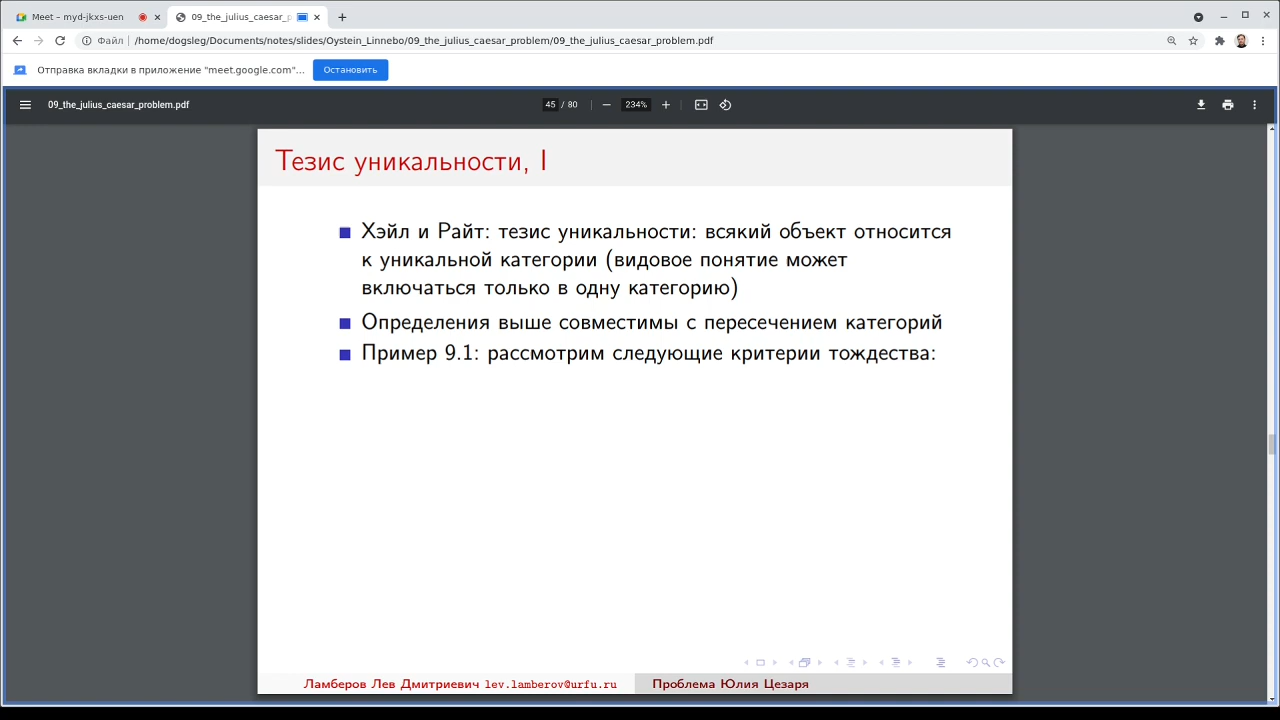 Meet – myd-jkxs-uen
09_the_julius_caesar_p
Файл
/home/dogsleg/Documents/notes/slides/Oystein_Linnebo/09_the_julius_caesar_problem/09_the_julius_caesar_problem.pdf
Отправка вкладки в приложение "meet.google.com"…
Остановить
09_the_julius_caesar_problem.pdf
45 / 80
234%
Тезис уникальности, I
Хэйл и Райт: тезис уникальности: всякий объект относится
к уникальной категории (видовое понятие может
включаться только в одну категорию)
Определения выше совместимы с пересечением категорий
Пример 9.1: рассмотрим следующие критерии тождества:
Ламберов Лев Дмитриевич lev.lamberov@urfu.ru
Проблема Юлия Цезаря